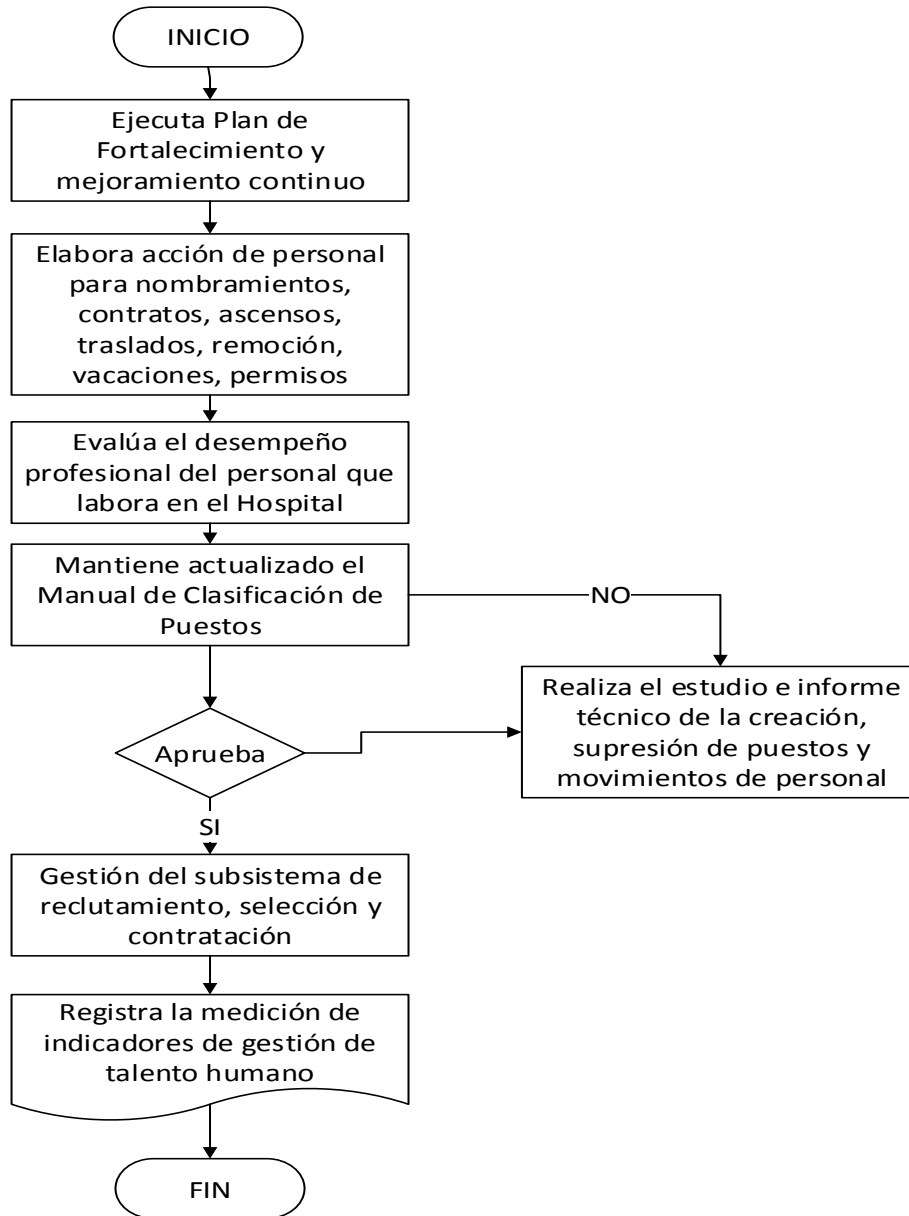 INICIO
Ejecuta Plan de
Fortalecimiento y
mejoramiento continuo
Elabora acción de personal
para nombramientos,
contratos, ascensos,
traslados, remoción,
vacaciones, permisos
Evalúa el desempeño
profesional del personal que
labora en el Hospital
Mantiene actualizado el
Manual de Clasificación de
Puestos
NO
Realiza el estudio e informe
técnico de la creación,
supresión de puestos y
movimientos de personal
Aprueba
SI
Gestión del subsistema de
reclutamiento, selección y
contratación
Registra la medición de
indicadores de gestión de
talento humano
FIN